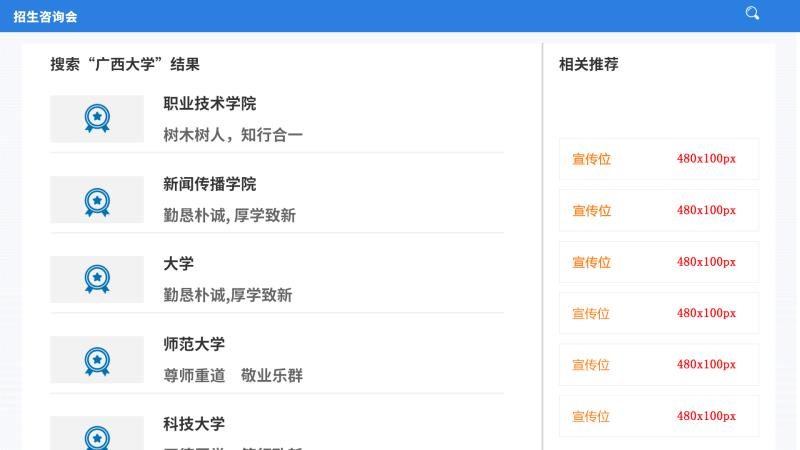 招生咨询会
搜索“广西大学”结果
职业技术学院
树木树人，知行合一
新闻传播学院
勤恳朴诚, 厚学致新
大学
勤恳朴诚,厚学致新
师范大学
尊师重道　敬业乐群
科技大学
相关推荐
宣传位 480x100px
宣传位 480x100px
宣传位 480x100px
宣传位 480x100px
宣传位 480x100px
宣传位 480x100px